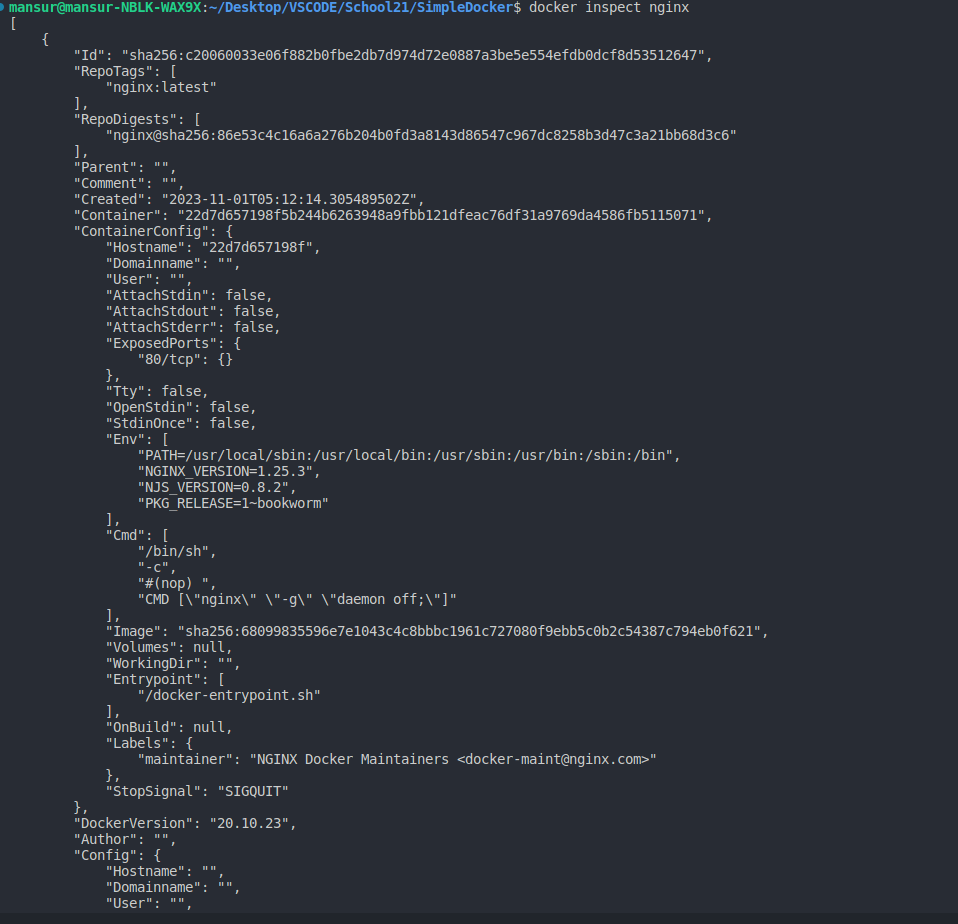 mansur@mansur-NBLK-WAX9X:~/Desktop/VSCODE/School21/SimpleDocker$ docker inspect nginx
[
    {
        "Id": "sha256:c20060033e06f882b0fbe2db7d974d72e0887a3be5e554efdb0dcf8d53512647",
        "RepoTags": [
            "nginx:latest"
        ],
        "RepoDigests": [
            "nginx@sha256:86e53c4c16a6a276b204b0fd3a8143d86547c967dc8258b3d47c3a21bb68d3c6"
        ],
        "Parent": "",
        "Comment": "",
        "Created": "2023-11-01T05:12:14.305489502Z",
        "Container": "22d7d657198f5b244b6263948a9fbb121dfeac76df31a9769da4586fb5115071",
        "ContainerConfig": {
            "Hostname": "22d7d657198f",
            "Domainname": "",
            "User": "",
            "AttachStdin": false,
            "AttachStdout": false,
            "AttachStderr": false,
            "ExposedPorts": {
                "80/tcp": {}
            },
            "Tty": false,
            "OpenStdin": false,
            "StdinOnce": false,
            "Env": [
                "PATH=/usr/local/sbin:/usr/local/bin:/usr/sbin:/usr/bin:/sbin:/bin",
                "NGINX_VERSION=1.25.3",
                "NJS_VERSION=0.8.2",
                "PKG_RELEASE=1~bookworm"
            ],
            "Cmd": [
                "/bin/sh",
                "-c",
                "#(nop) ",
                "CMD [\"nginx\" \"-g\" \"daemon off;\"]"
            ],
            "Image": "sha256:68099835596e7e1043c4c8bbbc1961c727080f9ebb5c0b2c54387c794eb0f621",
            "Volumes": null,
            "WorkingDir": "",
            "Entrypoint": [
                "/docker-entrypoint.sh"
            ],
            "OnBuild": null,
            "Labels": {
                "maintainer": "NGINX Docker Maintainers <docker-maint@nginx.com>"
            },
            "StopSignal": "SIGQUIT"
        },
        "DockerVersion": "20.10.23",
        "Author": "",
        "Config": {
            "Hostname": "",
            "Domainname": "",
            "User": "",